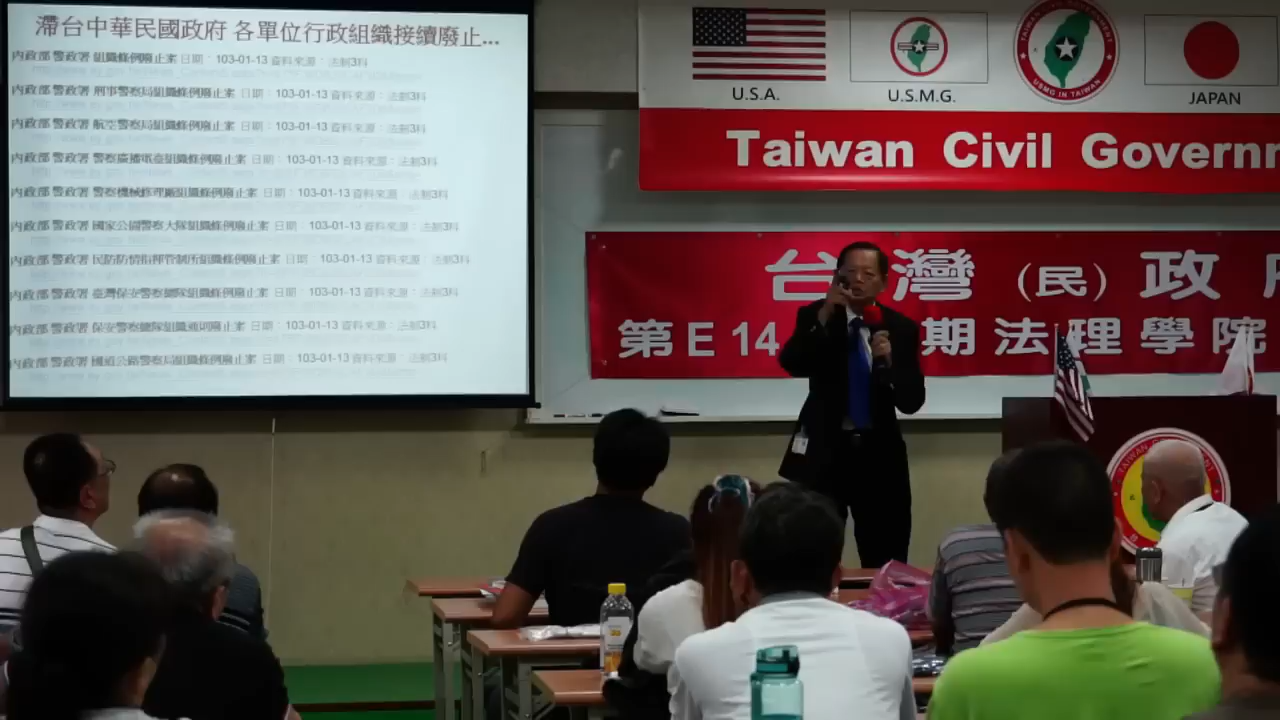 滯台中華民國政府 各單位行政組織接續廢止...
內政部 警政署 組織條例廢止案 日期：103-01-13 資料來源：法制3科
內政部 警政署 刑事警察局組織條例廢止案 日期：103-01-13 資料來源：法制3科
內政部 警政署 航空警察局組織條例廢止案 日期：103-01-13 資料來源：法制3科
內政部 警政署 警察廣播電臺組織條例廢止案 日期：103-01-13 資料來源：法制3科
內政部 警政署 警察機械修理廠組織條例廢止案 日期：103-01-13 資料來源：法制3科
內政部 警政署 國家公園警察大隊組織條例廢止案 日期：103-01-13 資料來源：法制3科
內政部 警政署 民防防情指揮管制所組織條例廢止案 日期：103-01-13 資料來源：法制3科
內政部 警政署 臺灣保安警察總隊組織條例廢止案 日期：103-01-13 資料來源：法制3科
內政部 警政署 保安警察總隊組織通則廢止案 日期：103-01-13 資料來源：法制3科
內政部 警政署 國道公路警察局組織條例廢止案 日期：103-01-13 資料來源：法制3科
TAIWAN CIVIL GOVERNMENT
USMG IN TAIWAN
U.S.A. U.S.M.G. JAPAN
Taiwan Civil Governm
台灣（民）政府
第E14 期法理學院